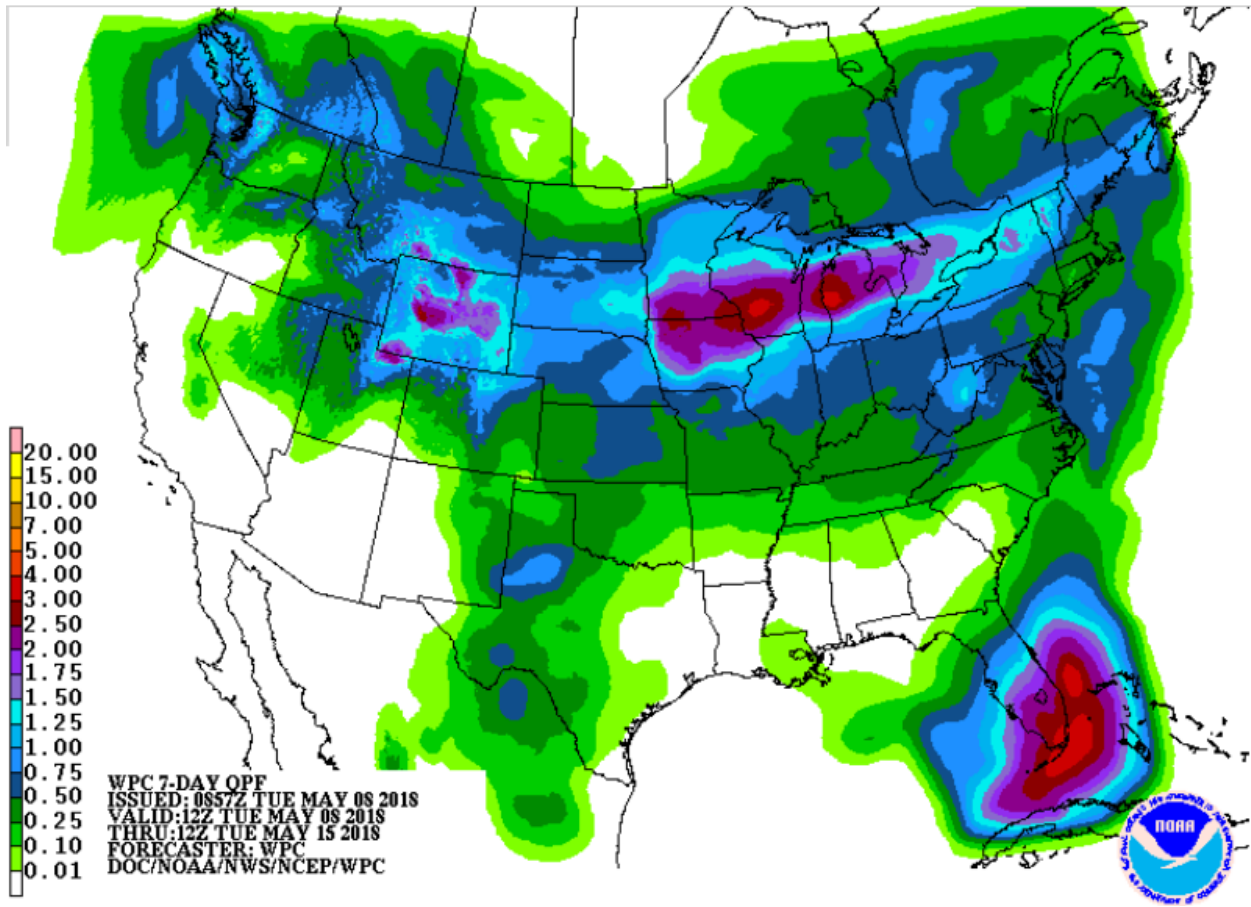 20.00
15.00
10.00
7.00
5.00
4.00
3.00
2.50
2.00
1.75
1.50
1.25
1.00
0.75
0.50
0.25
0.10
0.01
WPC 7-DAY QPF
ISSUED: 0857Z TUE MAY 08 2018
VALID:12Z TUE MAY 08 2018
THRU:12Z TUE MAY 15 2018
FORECASTER: WPC
DOC/NOAA/NWS/NCEP/WPC
NOAA